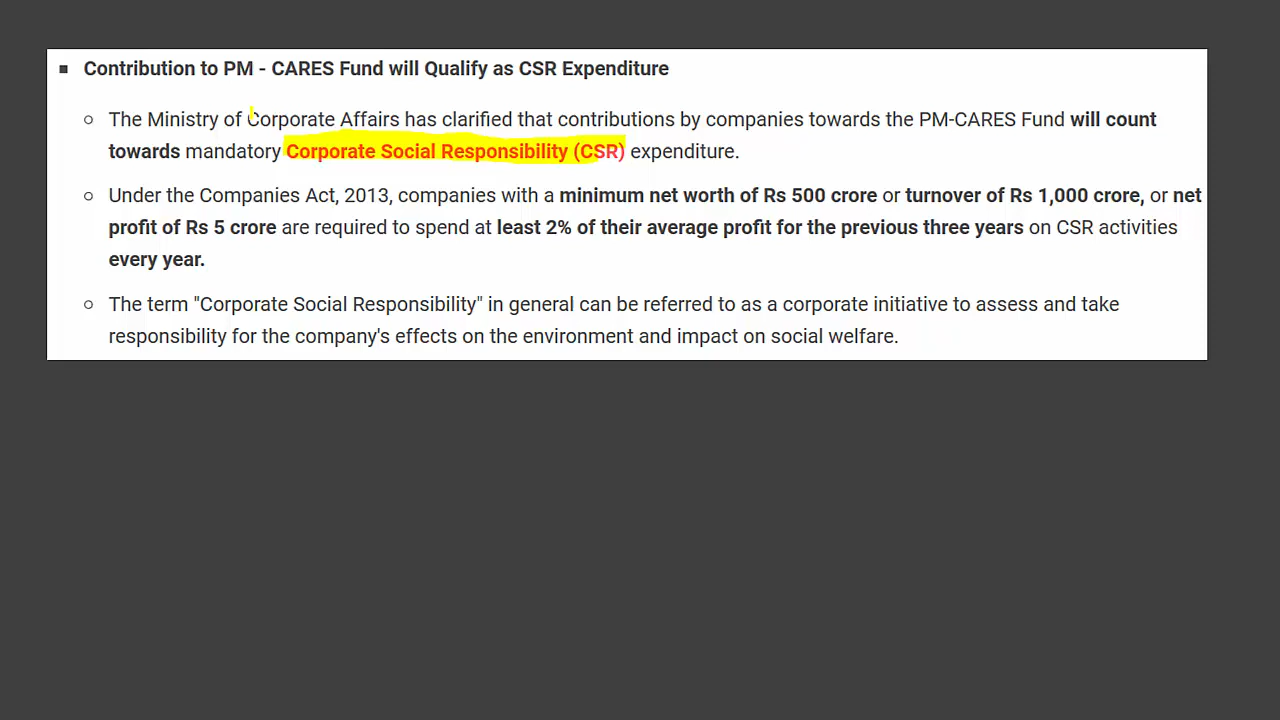 Contribution to PM - CARES Fund will Qualify as CSR Expenditure
The Ministry of Corporate Affairs has clarified that contributions by companies towards the PM-CARES Fund will count
towards mandatory Corporate Social Responsibility (CSR) expenditure.
Under the Companies Act, 2013, companies with a minimum net worth of Rs 500 crore or turnover of Rs 1,000 crore, or net
profit of Rs 5 crore are required to spend at least 2% of their average profit for the previous three years on CSR activities
every year.
The term "Corporate Social Responsibility" in general can be referred to as a corporate initiative to assess and take
responsibility for the company's effects on the environment and impact on social welfare.